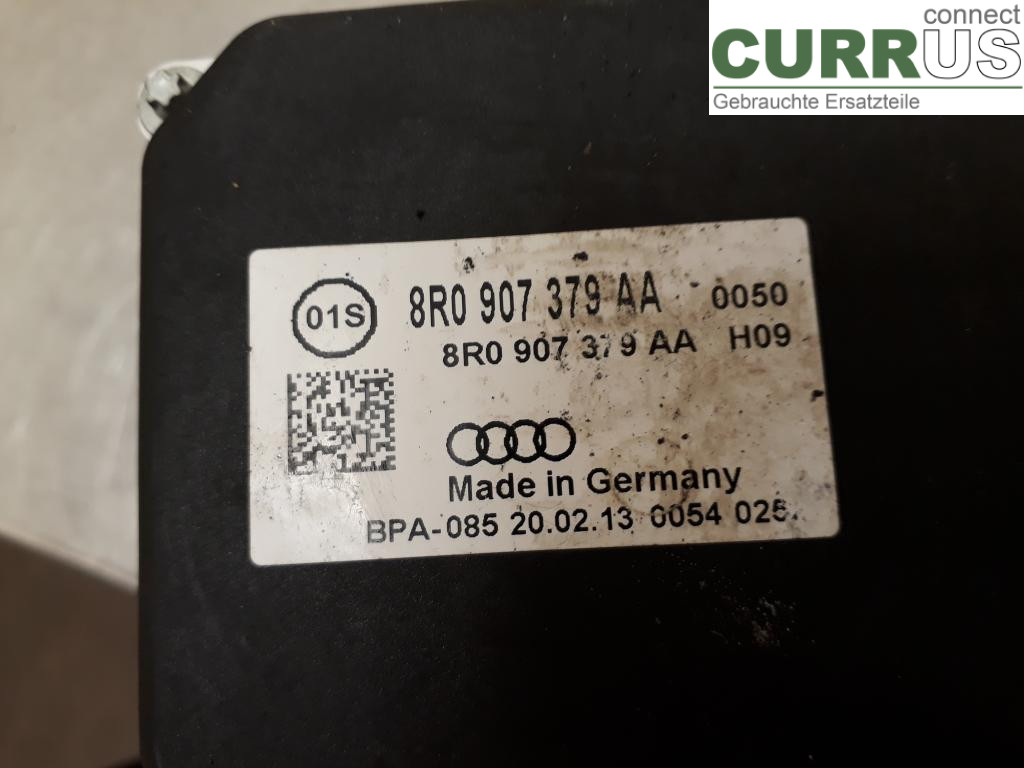 connect
CURRUS
Gebrauchte Ersatzteile
01S
8R0 907 379 AA 0050
8R0 907 379 AA H09
Made in Germany
BPA-085 20.02.13 0054